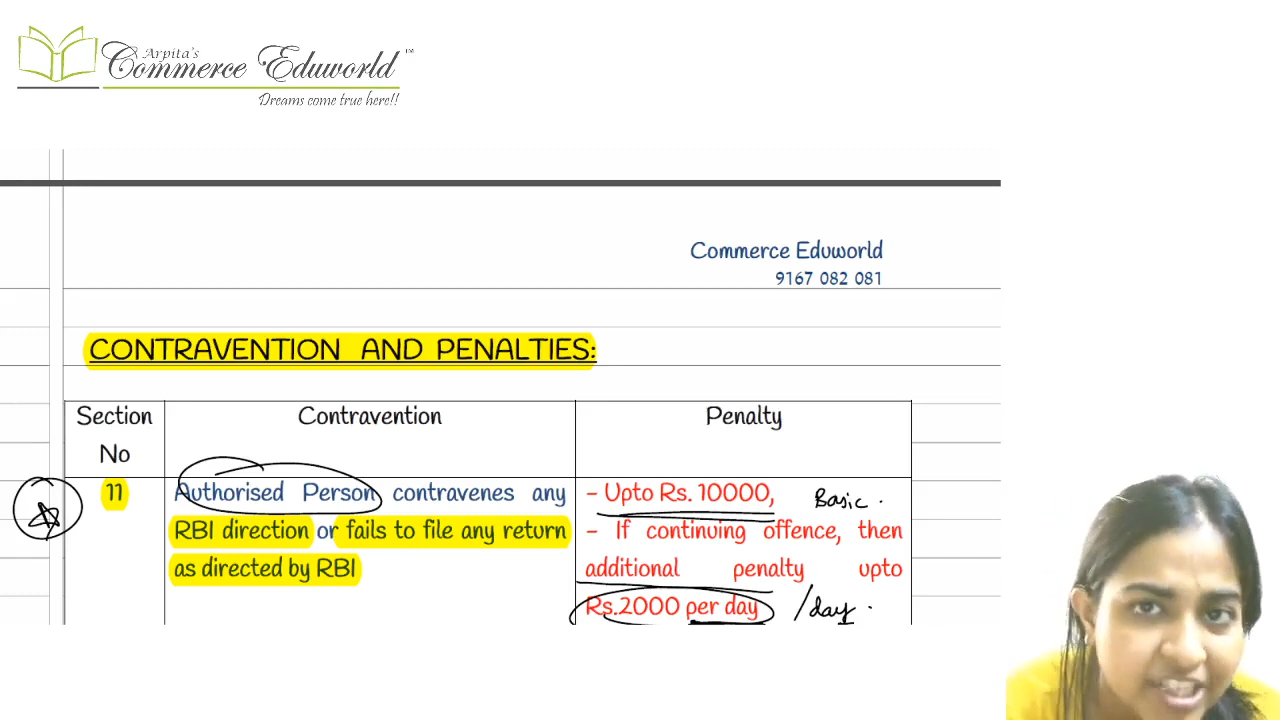 Arpita's
Commerce Eduworld™
Dreams come true here!!
Commerce Eduworld
9167 082 081
CONTRAVENTION AND PENALTIES:
Section No
Contravention
Penalty
11
Authorised Person contravenes any
RBI direction or fails to file any return
as directed by RBI
- Upto Rs. 10000, Basic.
- If continuing offence, then
additional penalty upto
Rs.2000 per day /day.